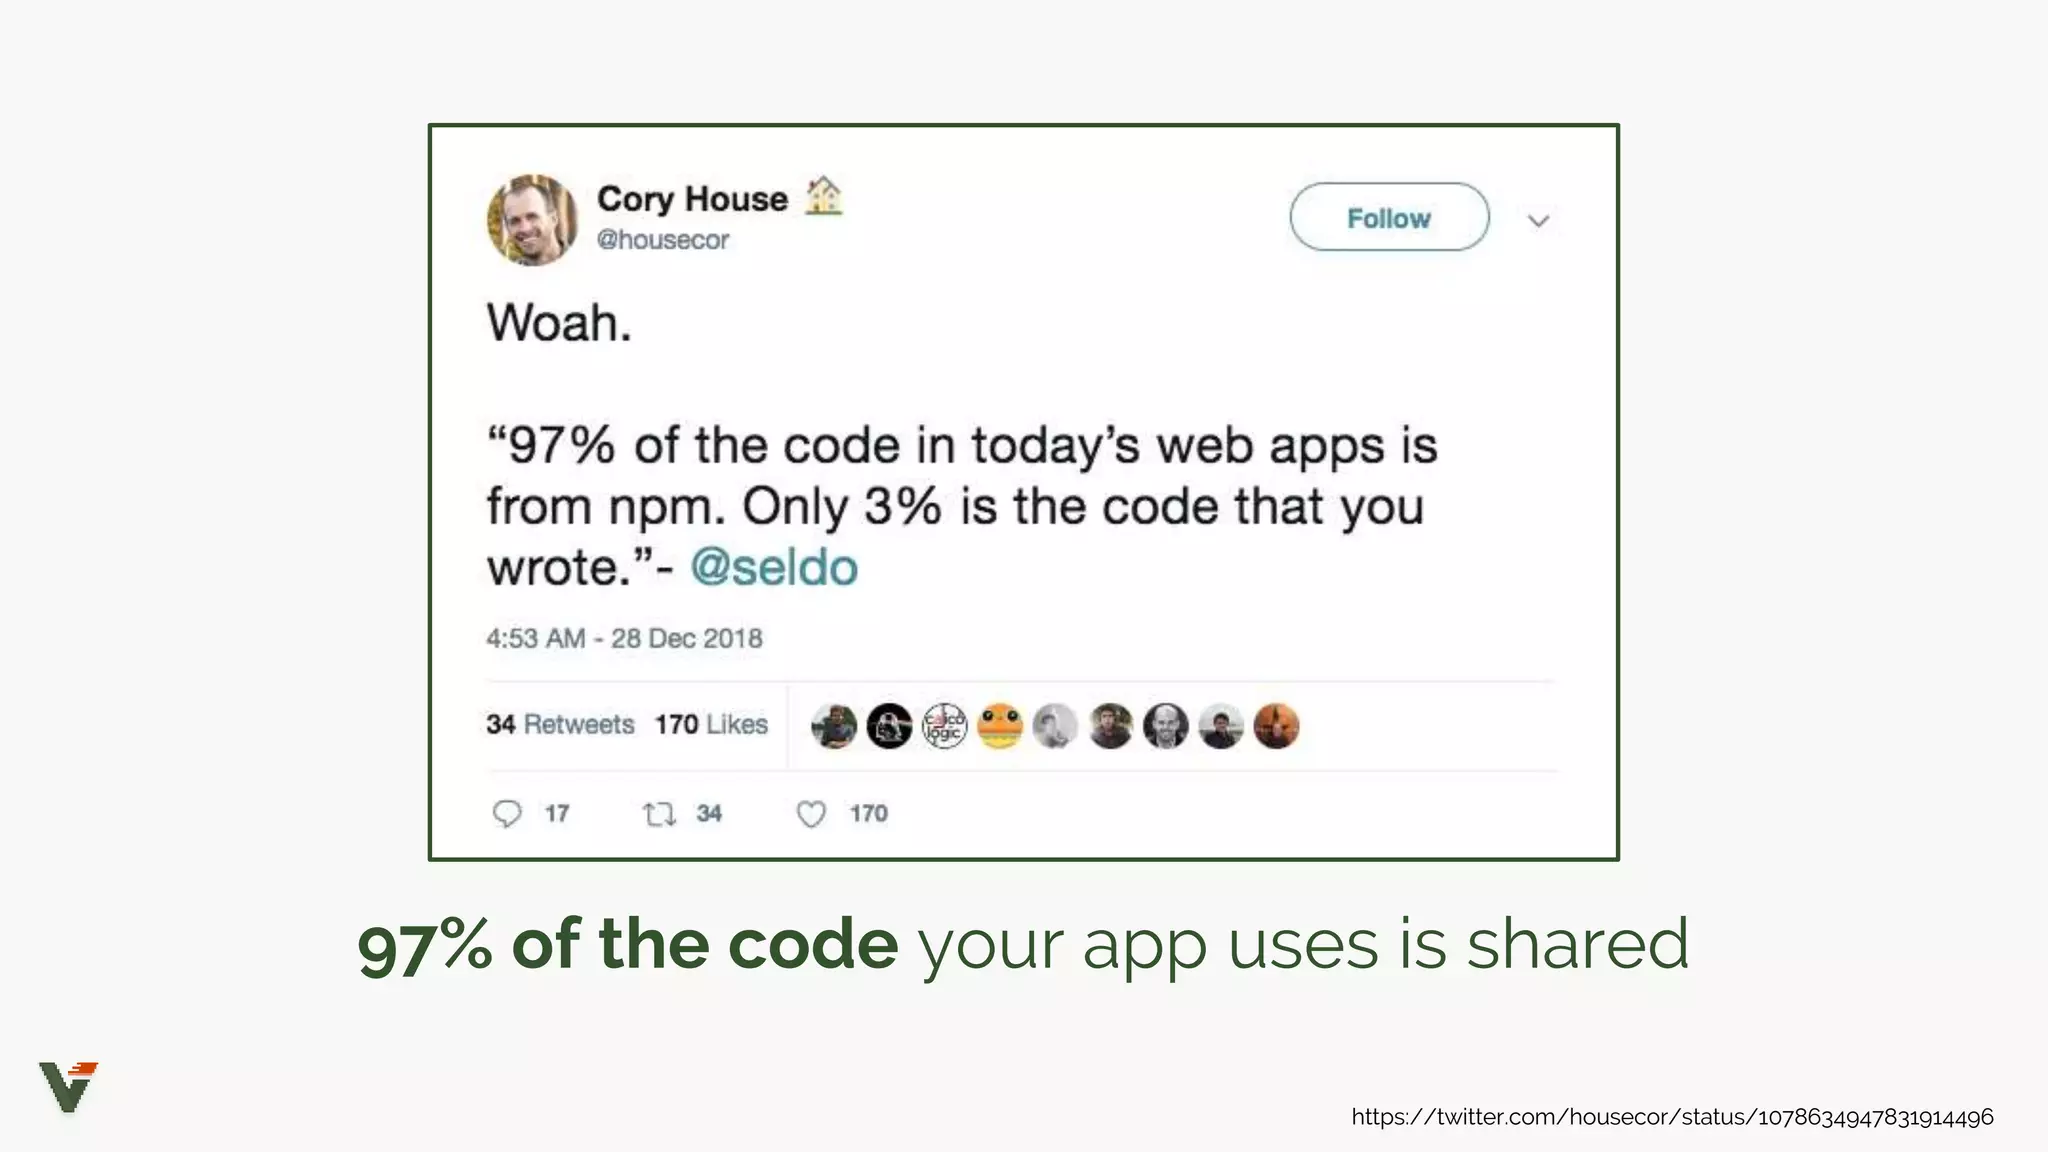 Cory House
@housecor
Follow
Woah.
“97% of the code in today’s web apps is
from npm. Only 3% is the code that you
wrote.”- @seldo
4:53 AM - 28 Dec 2018
34 Retweets 170 Likes
calico
logic
17 34 170
97% of the code your app uses is shared
https://twitter.com/housecor/status/1078634947831914496